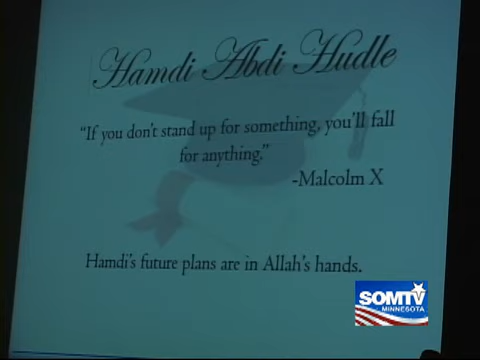 Hamdi Abdi Hudle
"If you don't stand up for something, you'll fall
for anything."
-Malcolm X
Hamdi's future plans are in Allah's hands.
SOMTV
MINNESOTA